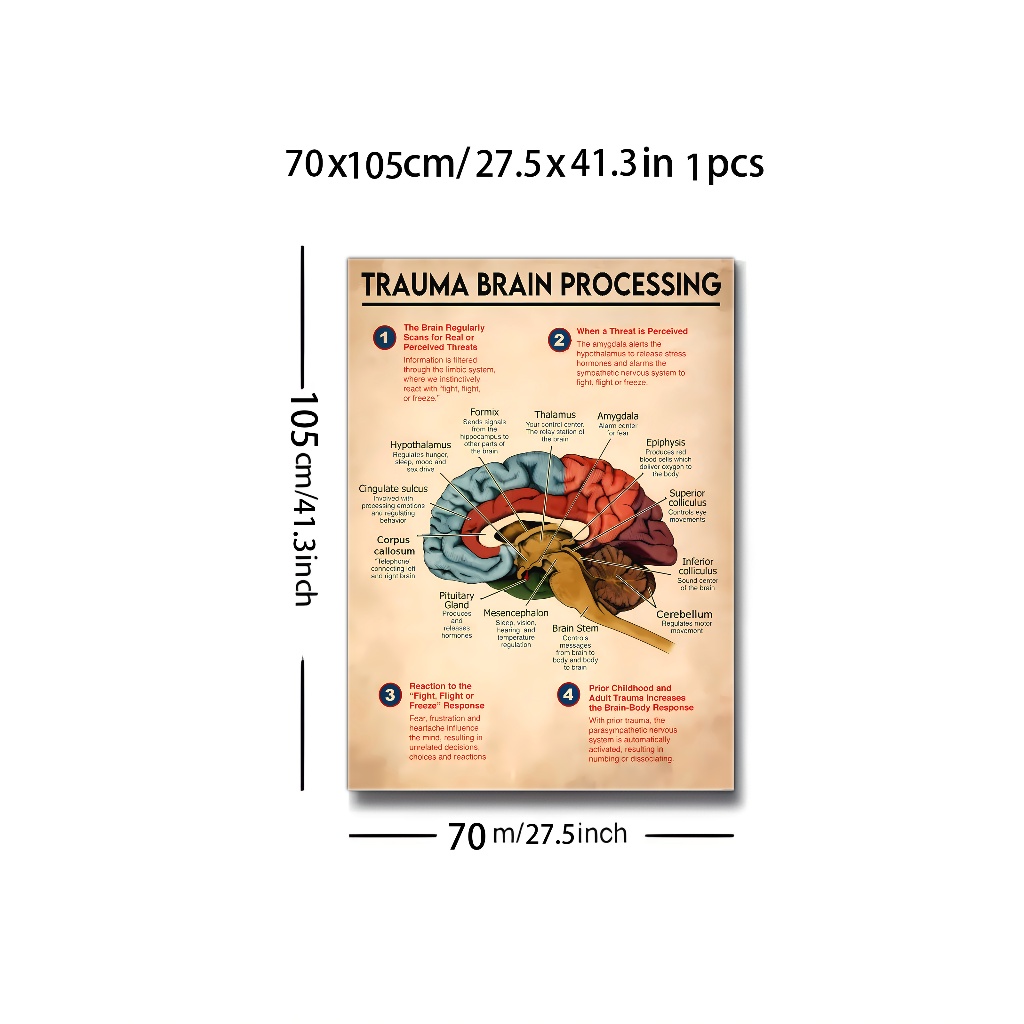 70x105cm/27.5x41.3in 1pcs
105cm/41.3inch
TRAUMA BRAIN PROCESSING
1
The Brain Regularly
Scans for Real or
Perceived Threats
Information is filtered
through the limbic system,
where we instinctively
react with "fight, flight,
or freeze."
2
When a Threat is Perceived
The amygdala alerts the
hypothalamus to release stress
hormones and alarms the
sympathetic nervous system to
fight, flight or freeze.
Formix
Sends signals
from the
hippocampus to
other parts of
the brain
Thalamus
Your control center.
The relay station of
the brain
Amygdala
Alarm center
for fear
Hypothalamus
Regulates hunger,
sleep, mood and
sex drive
Epiphysis
Produces red
blood cells which
deliver oxygen to
the body
Cingulate sulcus
Involved with
processing emotions
and regulating
behavior
Superior
colliculus
Controls eye
movements
Corpus
callosum
"Telephone'
connecting left
and right brain
Inferior
colliculus
Sound center
of the brain
Pituitary
Gland
Produces
and
releases
hormones
Mesencephalon
Sleep, vision,
hearing, and
temperature
regulation
Brain Stem
Controls
messages
from brain to
body and body
to brain
Cerebellum
Regulates motor
movement
3
Reaction to the
"Fight, Flight or
Freeze" Response
Fear, frustration and
heartache influence
the mind, resulting in
unrelated decisions,
choices and reactions
4
Prior Childhood and
Adult Trauma Increases
the Brain-Body Response
With prior trauma, the
parasympathetic nervous
system is automatically
activated, resulting in
numbing or dissociating.
70 m/27.5inch